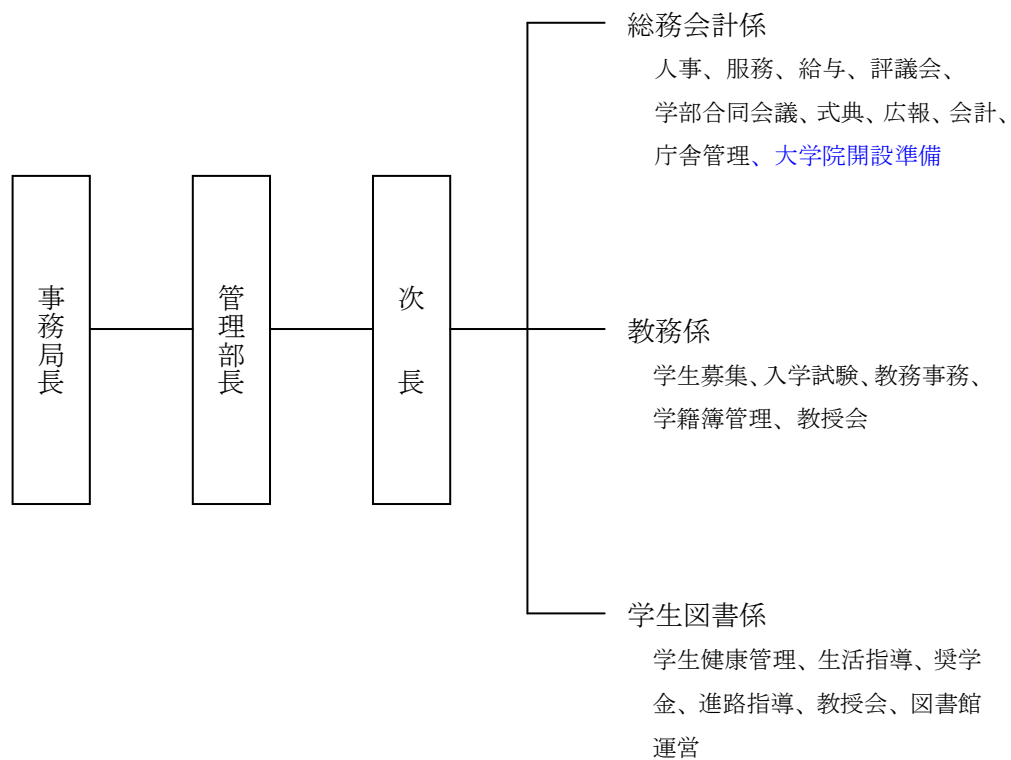 事務局長
管理部長
次長
総務会計係
人事、服務、給与、評議会、
学部合同会議、式典、広報、会計、
庁舎管理、大学院開設準備
教務係
学生募集、入学試験、教務事務、
学籍簿管理、教授会
学生図書係
学生健康管理、生活指導、奨学
金、進路指導、教授会、図書館
運営